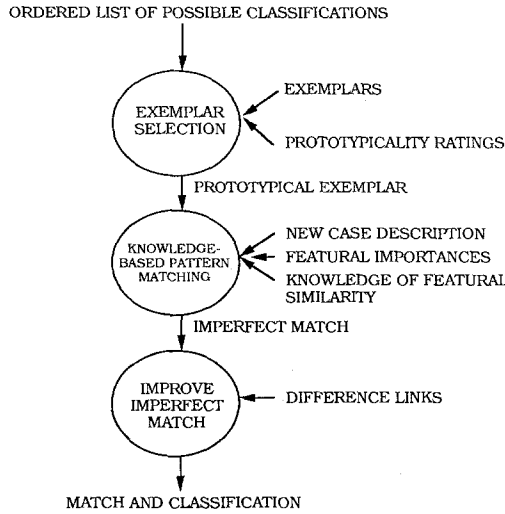 ORDERED LIST OF POSSIBLE CLASSIFICATIONS
EXEMPLAR
SELECTION
EXEMPLARS
PROTOTYPICALITY RATINGS
PROTOTYPICAL EXEMPLAR
KNOWLEDGE-
BASED PATTERN
MATCHING
NEW CASE DESCRIPTION
FEATURAL IMPORTANCES
KNOWLEDGE OF FEATURAL
SIMILARITY
IMPERFECT MATCH
IMPROVE
IMPERFECT
MATCH
DIFFERENCE LINKS
MATCH AND CLASSIFICATION